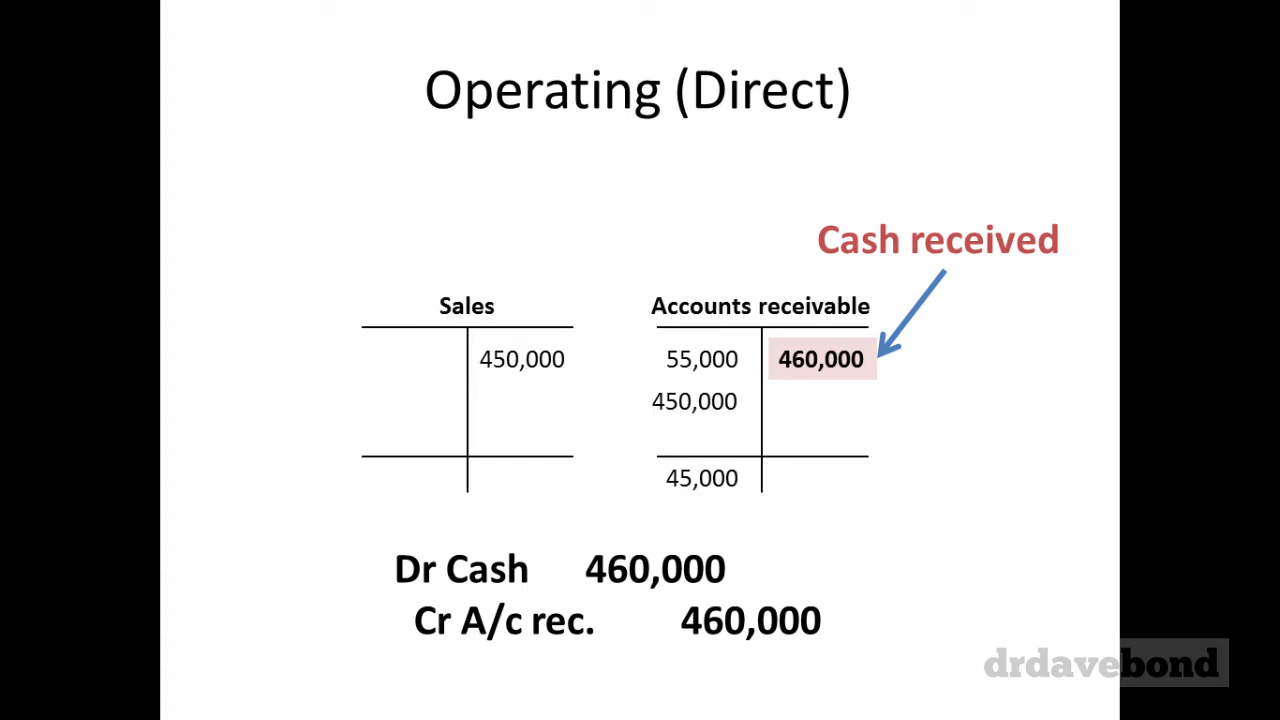 Operating (Direct)
Cash received
Sales
Accounts receivable
450,000
55,000
460,000
450,000
45,000
Dr Cash 460,000
Cr A/c rec. 460,000
drdavebond